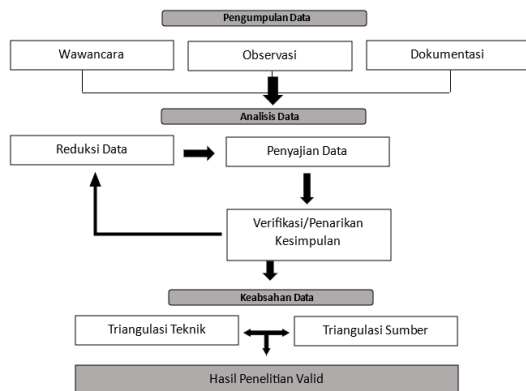 Pengumpulan Data
Wawancara
Observasi
Dokumentasi
Analisis Data
Reduksi Data
Penyajian Data
Verifikasi/Penarikan
Kesimpulan
Keabsahan Data
Triangulasi Teknik
Triangulasi Sumber
Hasil Penelitian Valid